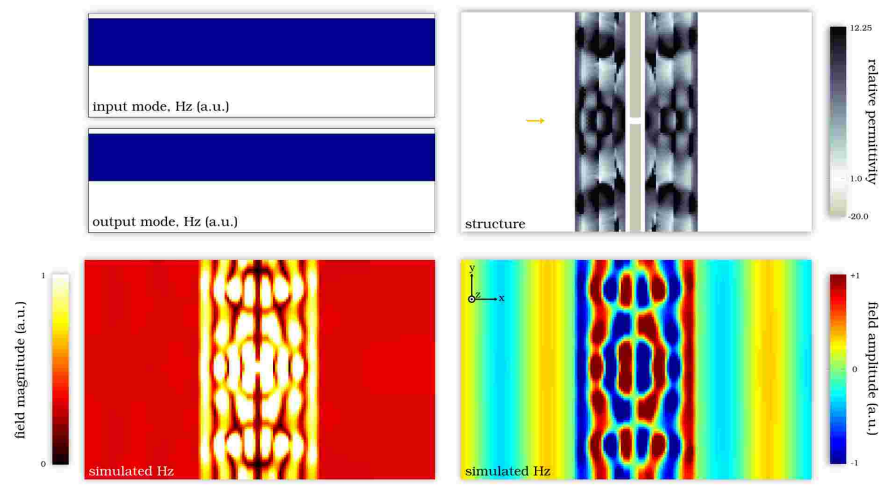 input mode, Hz (a.u.)
output mode, Hz (a.u.)
structure
12.25
1.0
-20.0
relative permittivity
field magnitude (a.u.)
1
0
simulated Hz
y
z
x
simulated Hz
+1
-1
field amplitude (a.u.)